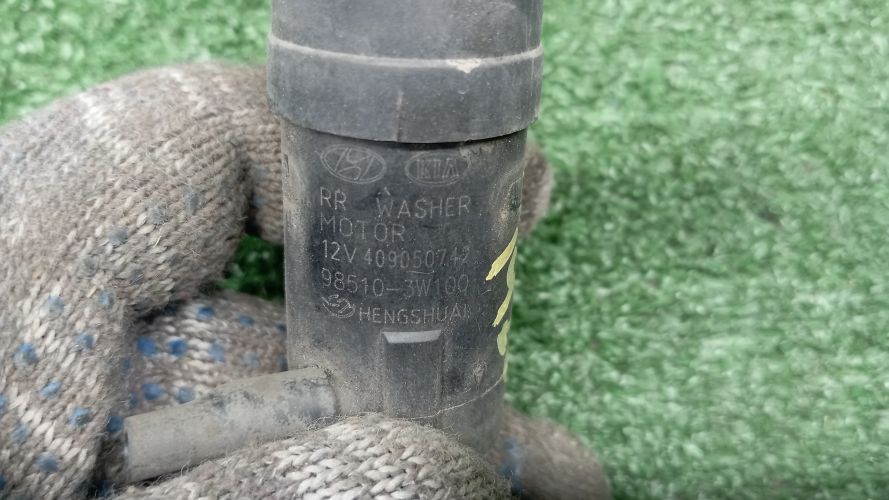 KIA
RR WASHER
MOTOR
12V 409050742
98510-3W100
HENGSHUAI